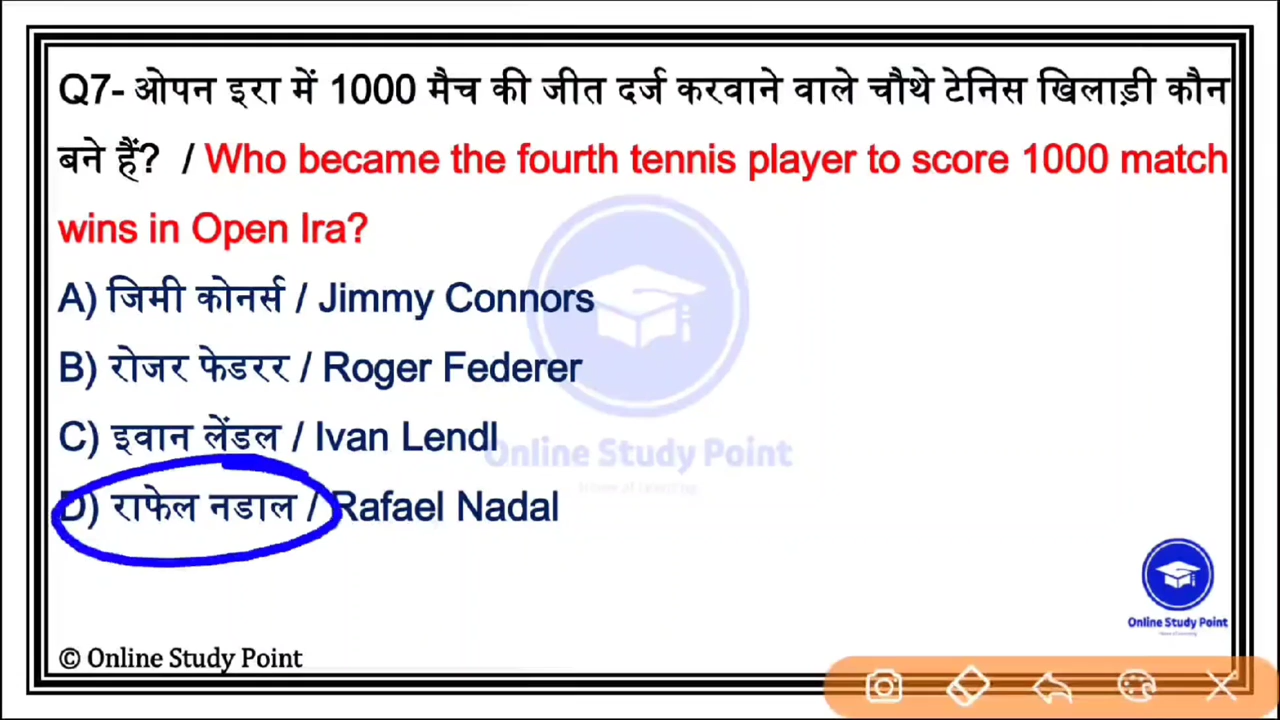 Q7- ओपन इरा में 1000 मैच की जीत दर्ज करवाने वाले चौथे टेनिस खिलाड़ी कौन
बने हैं? / Who became the fourth tennis player to score 1000 match
wins in Open Ira?
A) जिमी कोनर्स / Jimmy Connors
B) रोजर फेडरर / Roger Federer
C) इवान लेंडल / Ivan Lendl
Online Study Point
D) राफेल नडाल / Rafael Nadal
Online Study Point
© Online Study Point